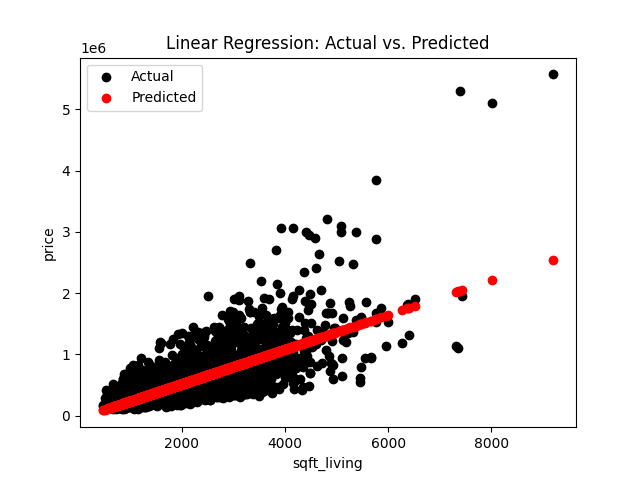 Linear Regression: Actual vs. Predicted
1e6
Actual
Predicted
5
4
3
2
1
0
price
2000 4000 6000 8000
sqft_living